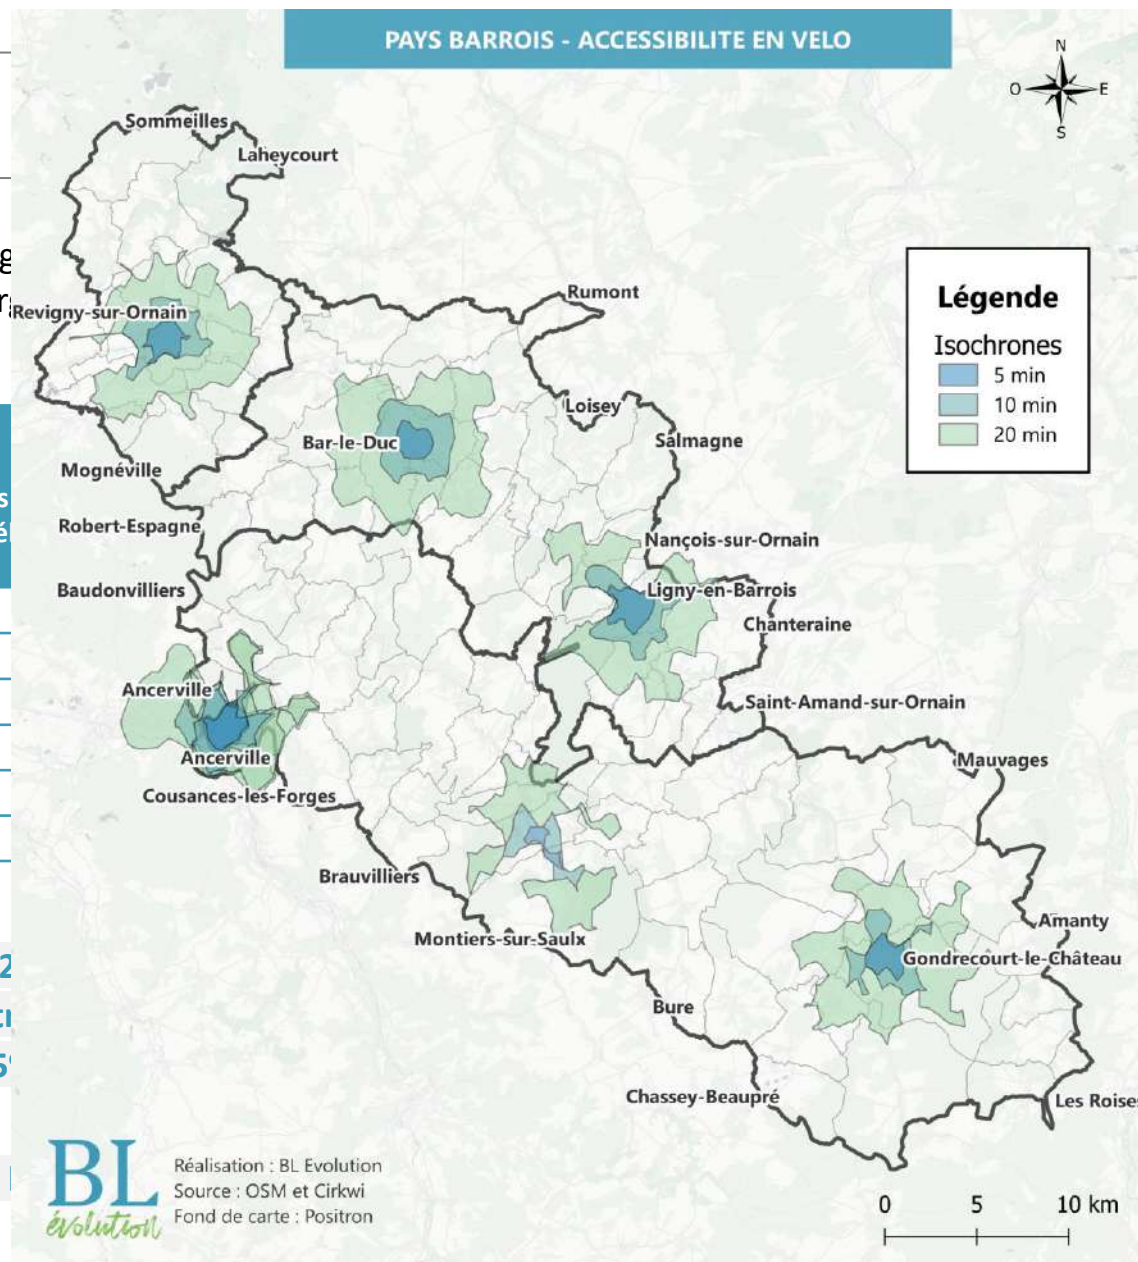 PAYS BARROIS - ACCESSIBILITE EN VELO
N
O
E
S
Sommeilles
Laheycourt
Légende
Isochrones
5 min
10 min
20 min
Rumont
Revigny-sur-Ornain
Loisey
Bar-le-Duc
Salmagne
Mognéville
Robert-Espagne
Nançois-sur-Ornain
Baudonvilliers
Ligny-en-Barrois
Chanteraine
Ancerville
Saint-Amand-sur-Ornain
Ancerville
Mauvages
Cousances-les-Forges
Brauvilliers
Amanty
Montiers-sur-Saulx
Gondrecourt-le-Château
Bure
Chassey-Beaupré
Les Roises
BL
évolution
Réalisation : BL Evolution
Source : OSM et Cirkwi
Fond de carte : Positron
0 5 10 km